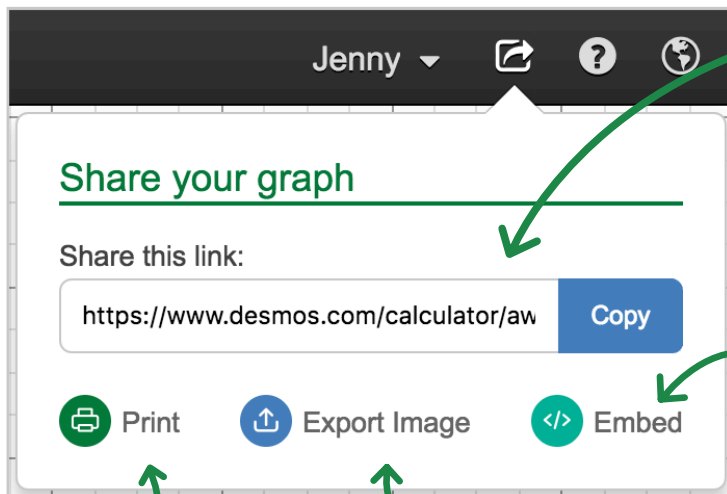 Jenny
Share your graph
Share this link:
https://www.desmos.com/calculator/aw Copy
Print Export Image Embed